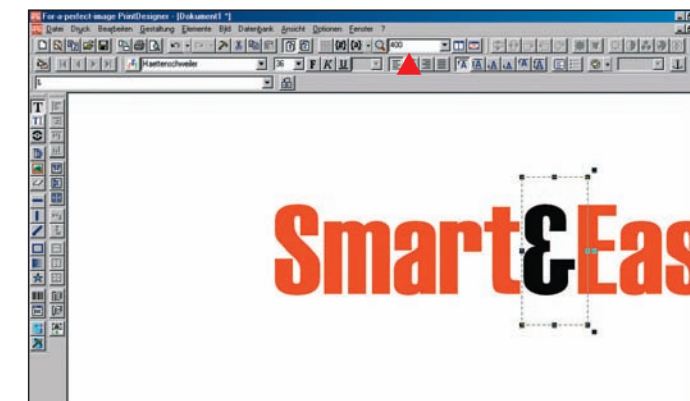 For-a-perfect-image PrintDesigner - [Dokument1 *]
Datei Druck Bearbeiten Gestaltung Elemente Bild Datenbank Ansicht Optionen Fenster ?
400
Haettenschweiler 36 F K U
T
TI
Smart&Eas